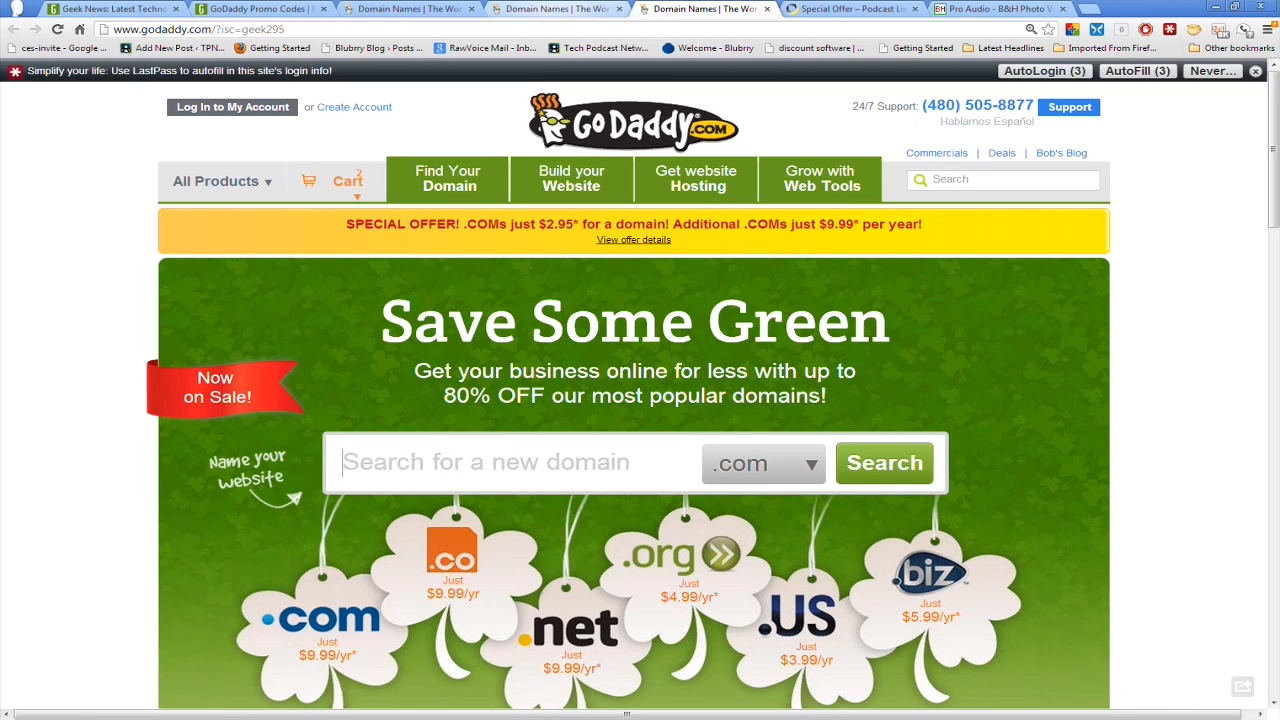 Geek News: Latest Techno
GoDaddy Promo Codes |
Domain Names | The Wor
Domain Names | The Wor
Domain Names | The Wor
Special Offer – Podcast Li
Pro Audio - B&H Photo V
www.godaddy.com/?isc=geek295
ces-invite - Google ...
Add New Post ‹ TPN...
Getting Started
Blubrry Blog › Posts ...
RawVoice Mail - Inb...
Tech Podcast Netw...
Welcome - Blubrry
discount software | ...
Getting Started
Latest Headlines
Imported From Firef...
Other bookmarks
Simplify your life: Use LastPass to autofill in this site's login info!
AutoLogin (3)
AutoFill (3)
Never...
Log In to My Account or Create Account
GoDaddy.COM
24/7 Support: (480) 505-8877 Support
Hablamos Español
Commercials | Deals | Bob's Blog
All Products
Cart 2
Find Your Domain
Build your Website
Get website Hosting
Grow with Web Tools
Search
SPECIAL OFFER! .COMs just $2.95* for a domain! Additional .COMs just $9.99* per year!
View offer details
Save Some Green
Get your business online for less with up to
80% OFF our most popular domains!
Now
on Sale!
Name your
website
Search for a new domain
.com
Search
.com
Just
$9.99/yr*
.co
Just
$9.99/yr
.net
Just
$9.99/yr*
.org
Just
$4.99/yr*
.US
Just
$3.99/yr
.biz
Just
$5.99/yr*